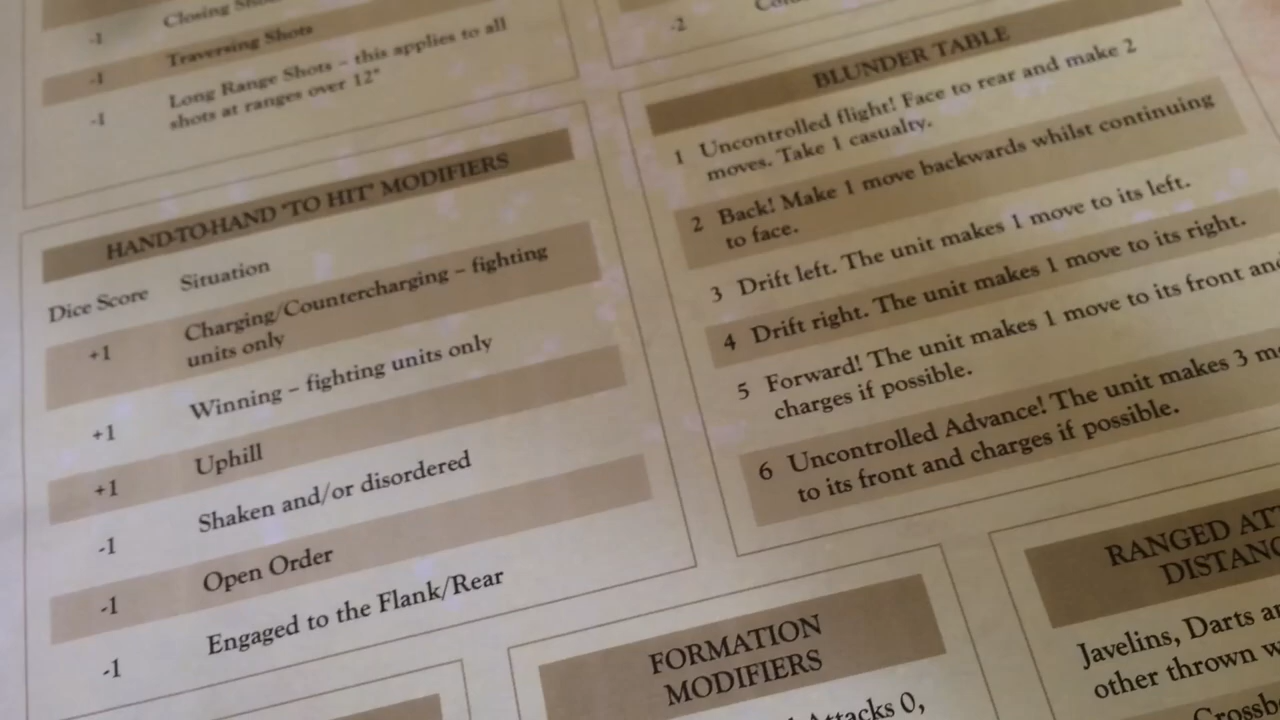 -1 Closing
-1 Traversing Shots
-1 Long Range Shots – this applies to all
shots at ranges over 12"
HAND-TO-HAND 'TO HIT' MODIFIERS
Dice Score Situation
+1 Charging/Countercharging – fighting
units only
+1 Winning – fighting units only
+1 Uphill
-1 Shaken and/or disordered
-1 Open Order
-1 Engaged to the Flank/Rear
-2
BLUNDER TABLE
1 Uncontrolled flight! Face to rear and make 2
moves. Take 1 casualty.
2 Back! Make 1 move backwards whilst continuing
to face.
3 Drift left. The unit makes 1 move to its left.
4 Drift right. The unit makes 1 move to its right.
5 Forward! The unit makes 1 move to its front and
charges if possible.
6 Uncontrolled Advance! The unit makes 3
to its front and charges if possible.
FORMATION
MODIFIERS
Attacks 0,
RANGED
Javelins, Darts
other thrown